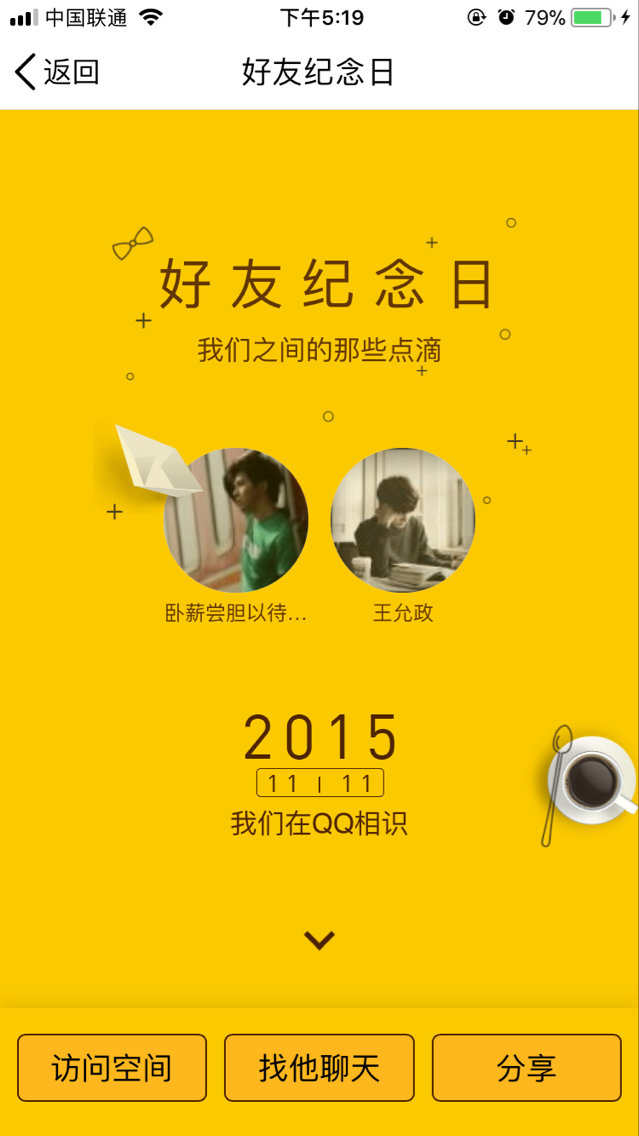 中国联通 下午5:19 79%
返回 好友纪念日
好友纪念日
我们之间的那些点滴
卧薪尝胆以待... 王允政
2015
11 | 11
我们在QQ相识
访问空间 找他聊天 分享